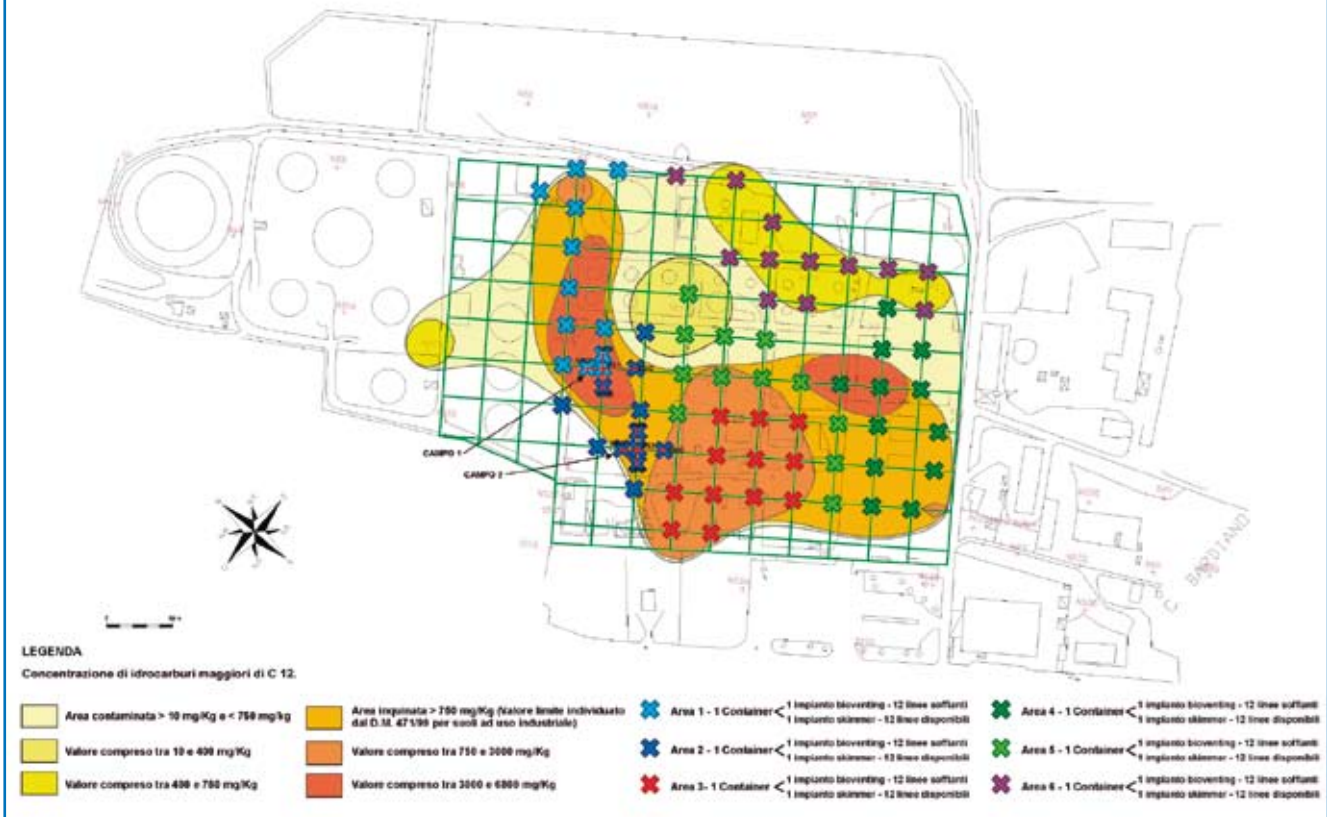 BARDIANO
CAMPO 1
CAMPO 2
LEGENDA
Concentrazione di idrocarburi maggiori di C 12.
Area contaminata > 10 mg/Kg e < 750 mg/kg
Valore compreso tra 10 e 400 mg/Kg
Valore compreso tra 400 e 750 mg/Kg
Area inquinata > 750 mg/Kg (Valore limite individuato
dal D.M. 471/99 per suoli ad uso industriale)
Valore compreso tra 750 e 3000 mg/Kg
Valore compreso tra 3000 e 6800 mg/Kg
Area 1 - 1 Container < 1 impianto bioventing - 12 linee soffianti
1 impianto skimmer - 12 linee disponibili
Area 2 - 1 Container < 1 impianto bioventing - 12 linee soffianti
1 impianto skimmer - 12 linee disponibili
Area 3- 1 Container < 1 impianto bioventing - 12 linee soffianti
1 impianto skimmer - 12 linee disponibili
Area 4 - 1 Container < 1 impianto bioventing - 12 linee soffianti
1 impianto skimmer - 12 linee disponibili
Area 5 - 1 Container < 1 impianto bioventing - 12 linee soffianti
1 impianto skimmer - 12 linee disponibili
Area 6 - 1 Container < 1 impianto bioventing - 12 linee soffianti
1 impianto skimmer - 12 linee disponibili